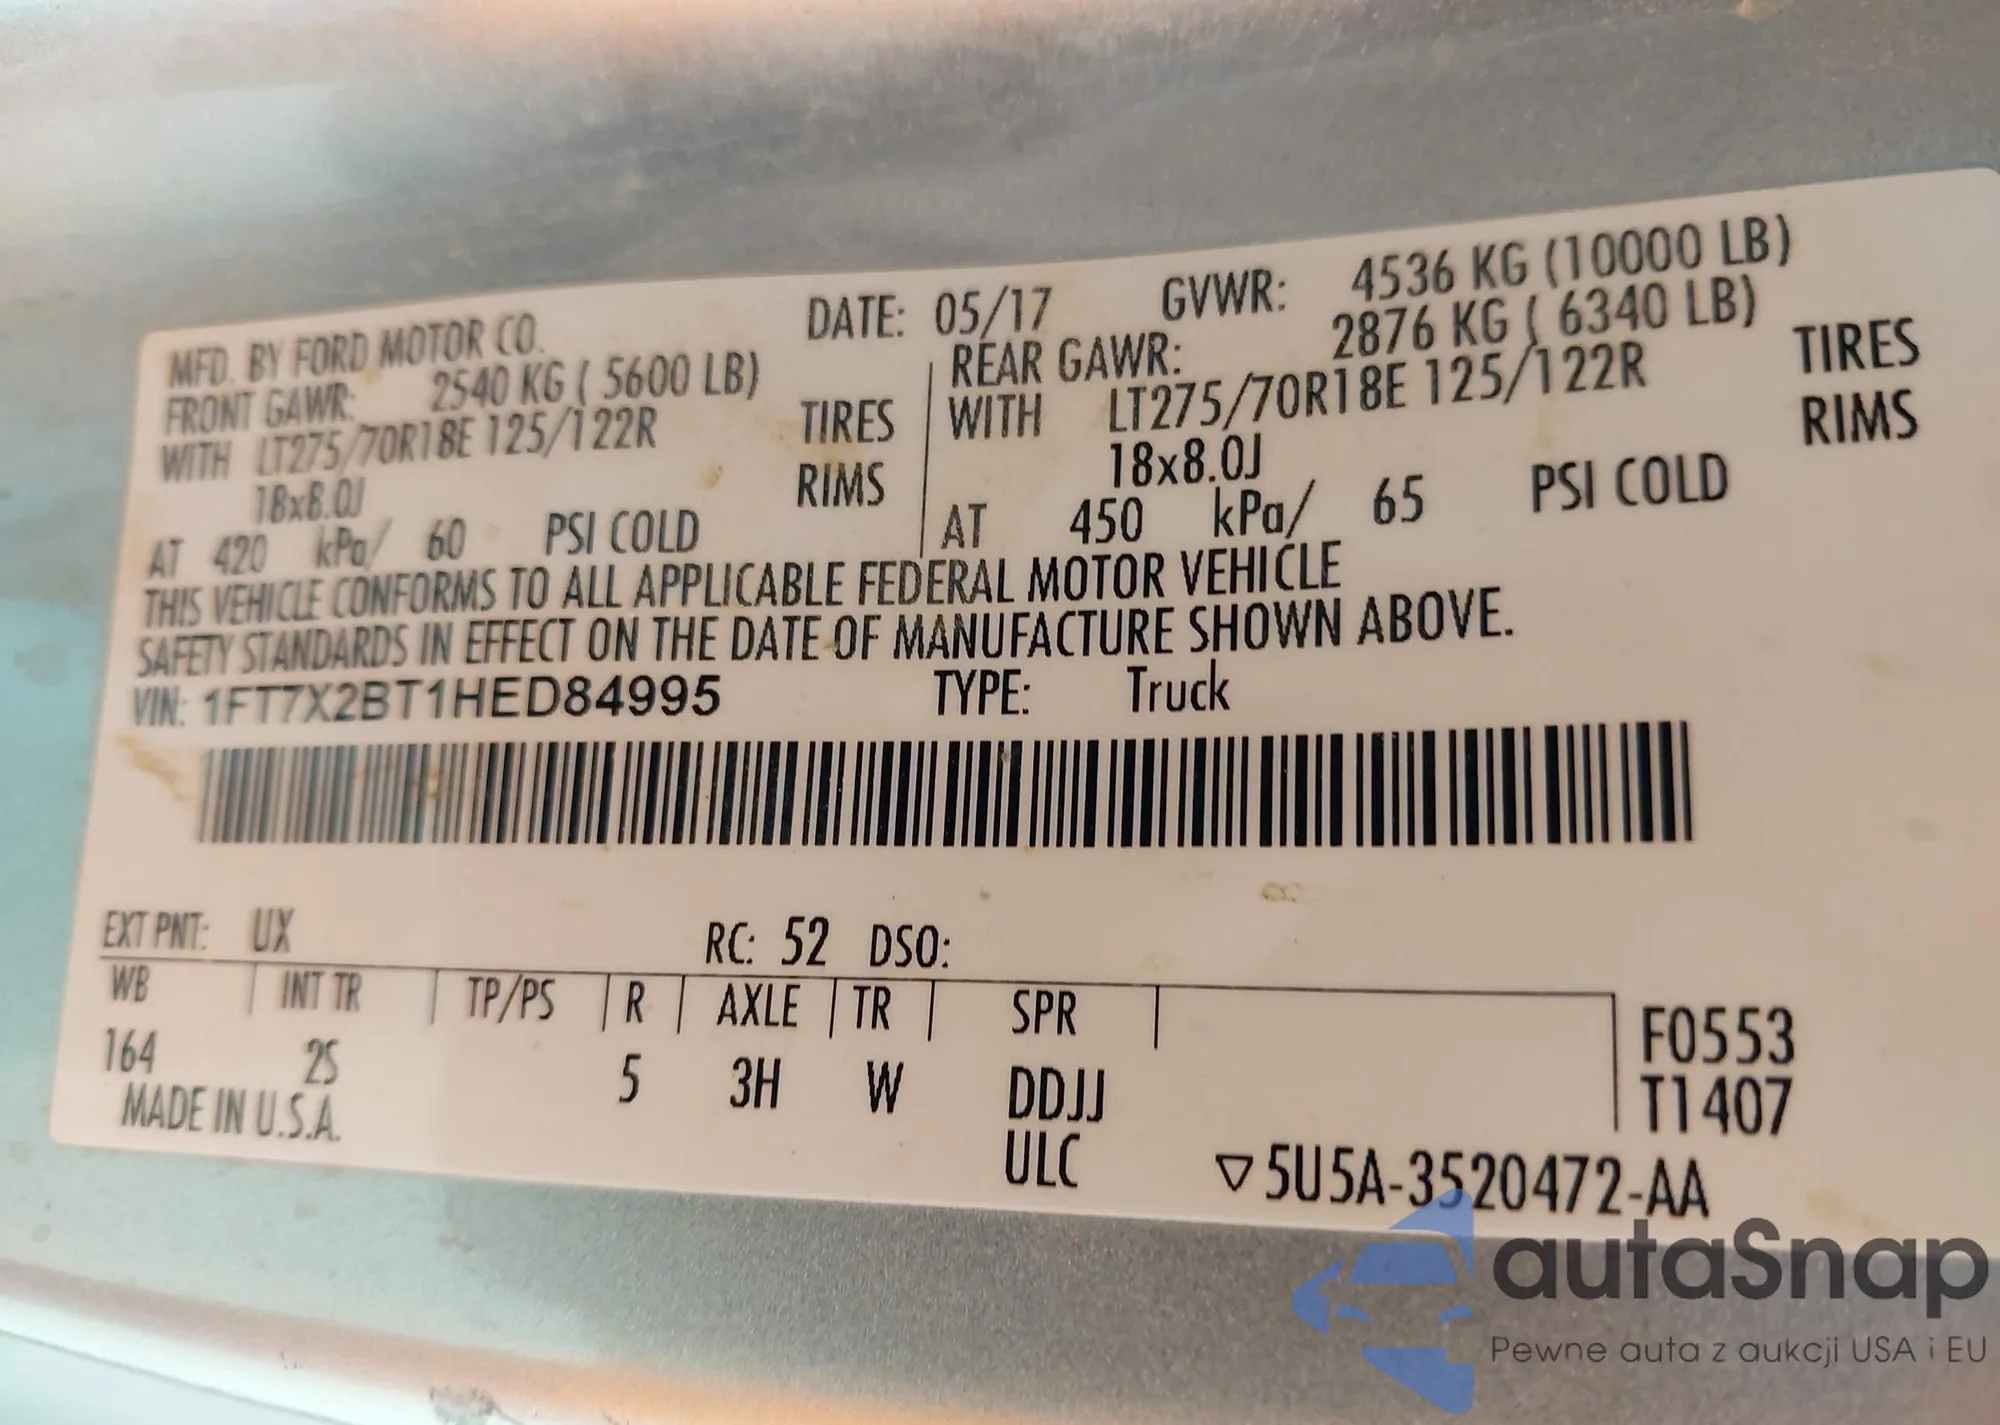 MFD. BY FORD MOTOR CO. DATE: 05/17 GVWR: 4536 KG (10000 LB)
FRONT GAWR: 2540 KG ( 5600 LB) REAR GAWR: 2876 KG ( 6340 LB)
WITH LT275/70R18E 125/122R TIRES WITH LT275/70R18E 125/122R TIRES
18x8.0J RIMS 18x8.0J RIMS
AT 420 kPa/ 60 PSI COLD AT 450 kPa/ 65 PSI COLD
THIS VEHICLE CONFORMS TO ALL APPLICABLE FEDERAL MOTOR VEHICLE
SAFETY STANDARDS IN EFFECT ON THE DATE OF MANUFACTURE SHOWN ABOVE.
VIN: 1FT7X2BT1HED84995 TYPE: Truck
EXT PNT: UX RC: 52 DSO:
WB INT TR TP/PS R AXLE TR SPR F0553
164 2S 5 3H W DDJJ T1407
MADE IN U.S.A. ULC ▽5U5A-3520472-AA
autaSnap
Pewne auta z aukcji USA i EU